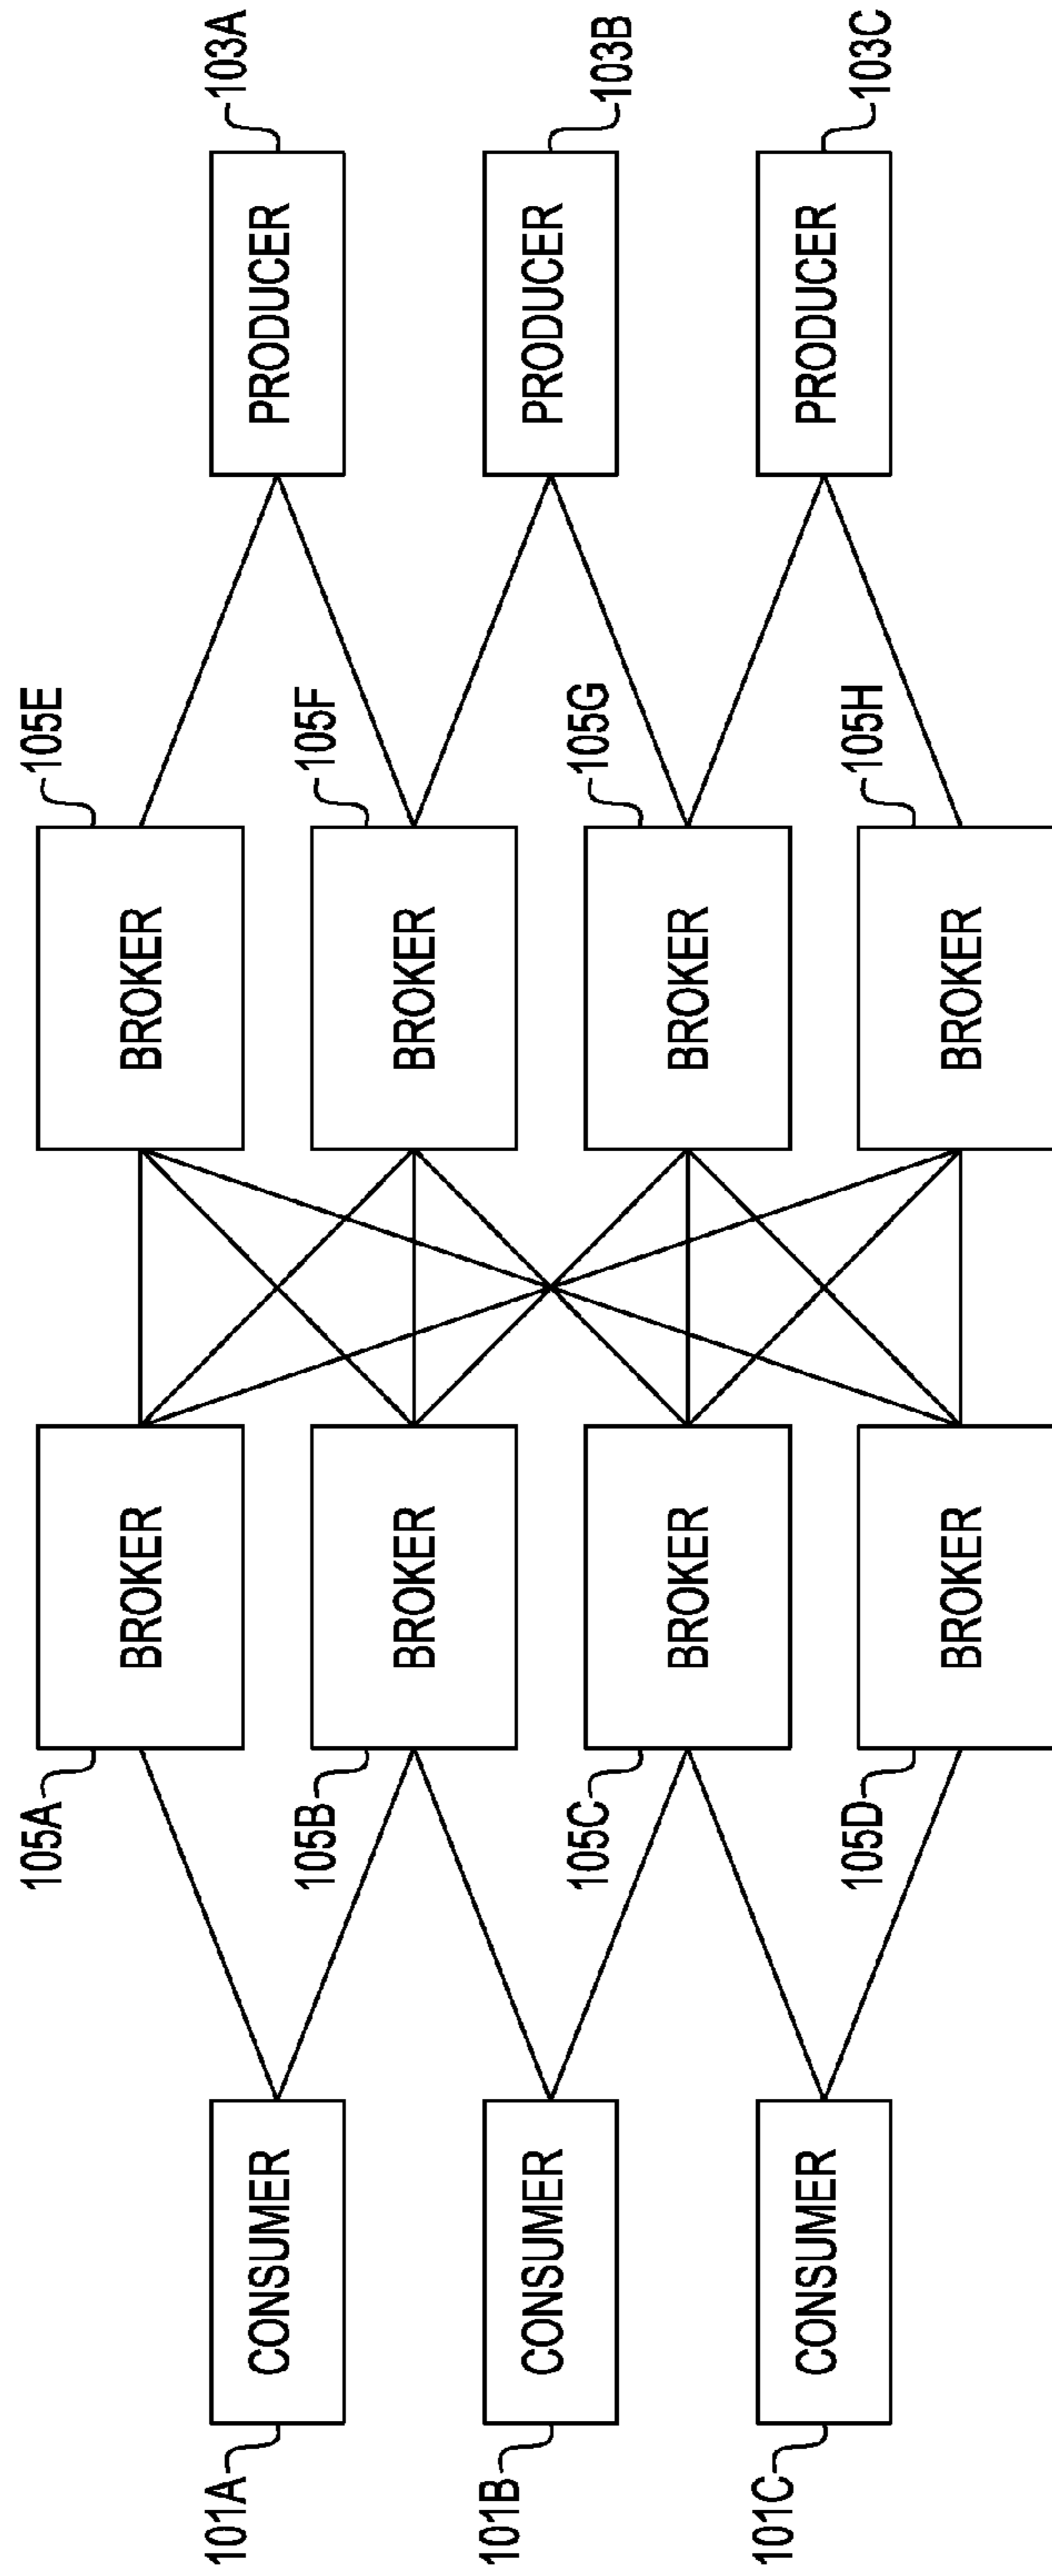 101A
CONSUMER
101B
CONSUMER
101C
CONSUMER
105A
BROKER
105B
BROKER
105C
BROKER
105D
BROKER
105E
BROKER
105F
BROKER
105G
BROKER
105H
BROKER
103A
PRODUCER
103B
PRODUCER
103C
PRODUCER